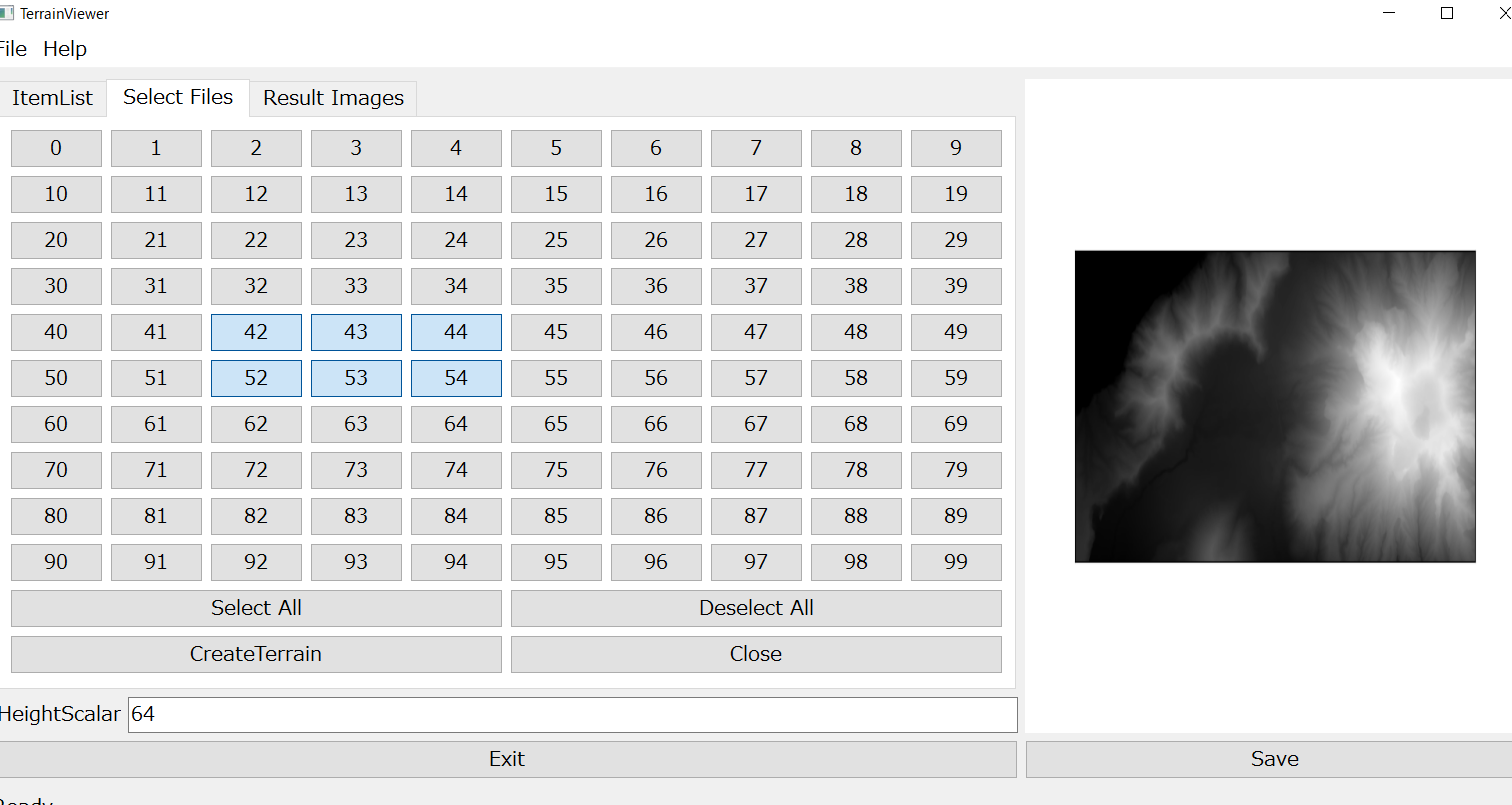 TerrainViewer
File Help
ItemList Select Files Result Images
0 1 2 3 4 5 6 7 8 9
10 11 12 13 14 15 16 17 18 19
20 21 22 23 24 25 26 27 28 29
30 31 32 33 34 35 36 37 38 39
40 41 42 43 44 45 46 47 48 49
50 51 52 53 54 55 56 57 58 59
60 61 62 63 64 65 66 67 68 69
70 71 72 73 74 75 76 77 78 79
80 81 82 83 84 85 86 87 88 89
90 91 92 93 94 95 96 97 98 99
Select All Deselect All
CreateTerrain Close
HeightScalar 64
Exit Save
Ready